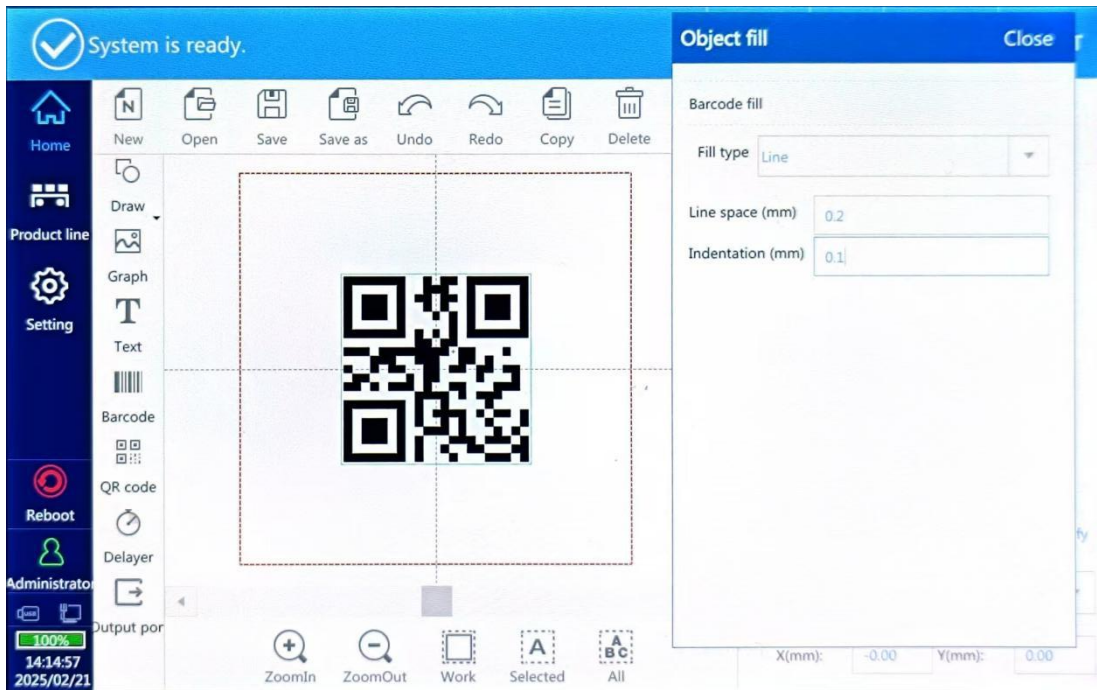 System is ready.
Object fill
Close
Home
Product line
Setting
Reboot
Administrator
100%
14:14:57
2025/02/21
New
Open
Save
Save as
Undo
Redo
Copy
Delete
Draw
Graph
Text
Barcode
QR code
Delayer
Output por
Barcode fill
Fill type
Line
Line space (mm)
0.2
Indentation (mm)
0.1
ZoomIn
ZoomOut
Work
Selected
All
X(mm):
-0.00
Y(mm):
0.00